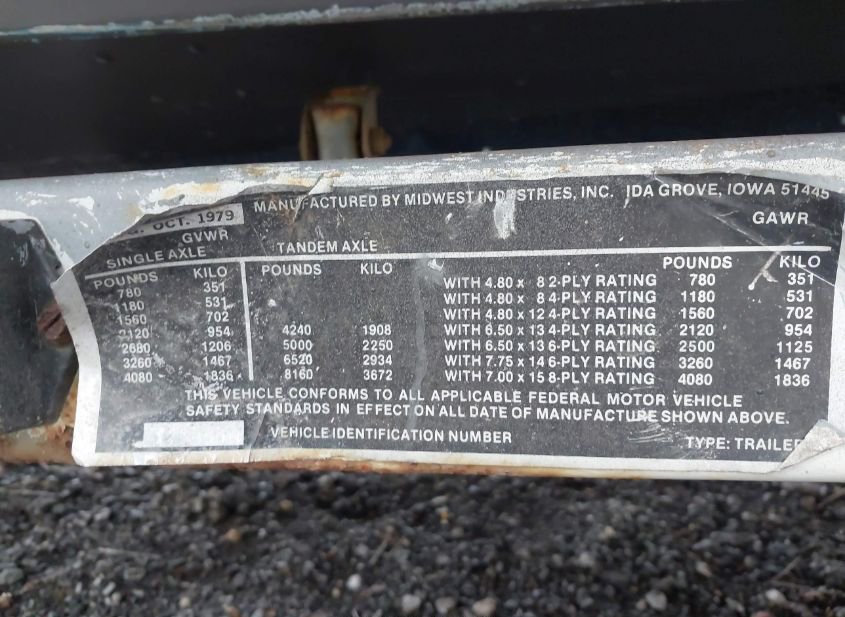 MANUFACTURED BY MIDWEST INDUSTRIES, INC. IDA GROVE, IOWA 51445
OCT. 1979
GVWR
GAWR
SINGLE AXLE TANDEM AXLE
POUNDS KILO POUNDS KILO POUNDS KILO
780 351 WITH 4.80 x 8 2-PLY RATING 780 351
1180 531 WITH 4.80 x 8 4-PLY RATING 1180 531
1560 702 WITH 4.80 x 12 4-PLY RATING 1560 702
2120 954 4240 1908 WITH 6.50 x 13 4-PLY RATING 2120 954
2680 1206 5000 2250 WITH 6.50 x 13 6-PLY RATING 2500 1125
3260 1467 6520 2934 WITH 7.75 x 14 6-PLY RATING 3260 1467
4080 1836 8160 3672 WITH 7.00 x 15 8-PLY RATING 4080 1836
THIS VEHICLE CONFORMS TO ALL APPLICABLE FEDERAL MOTOR VEHICLE
SAFETY STANDARDS IN EFFECT ON ALL DATE OF MANUFACTURE SHOWN ABOVE.
VEHICLE IDENTIFICATION NUMBER TYPE: TRAILER